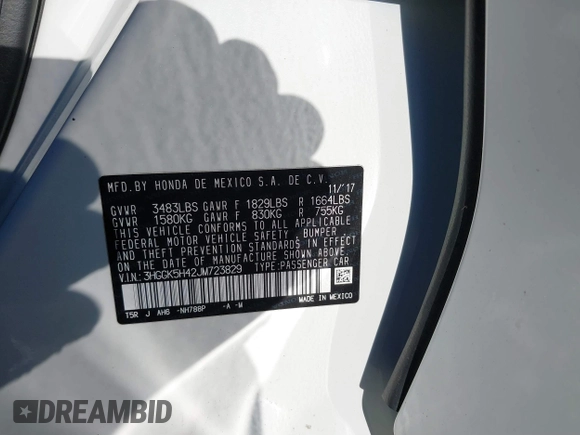 MFD.BY HONDA DE MEXICO S.A. DE C.V. 11/'17
GVWR 3483LBS GAWR F 1829LBS R 1664LBS
GVWR 1580KG GAWR F 830KG R 755KG
THIS VEHICLE CONFORMS TO ALL APPLICABLE
FEDERAL MOTOR VEHICLE SAFETY, BUMPER,
AND THEFT PREVENTION STANDARDS IN EFFECT
ON THE DATE OF MANUFACTURE SHOWN ABOVE.
V.I.N.: 3HGGK5H42JM723829 TYPE:PASSENGER CAR
MADE IN MEXICO
T5R J AH6 -NH788P -A -M
DREAMBID